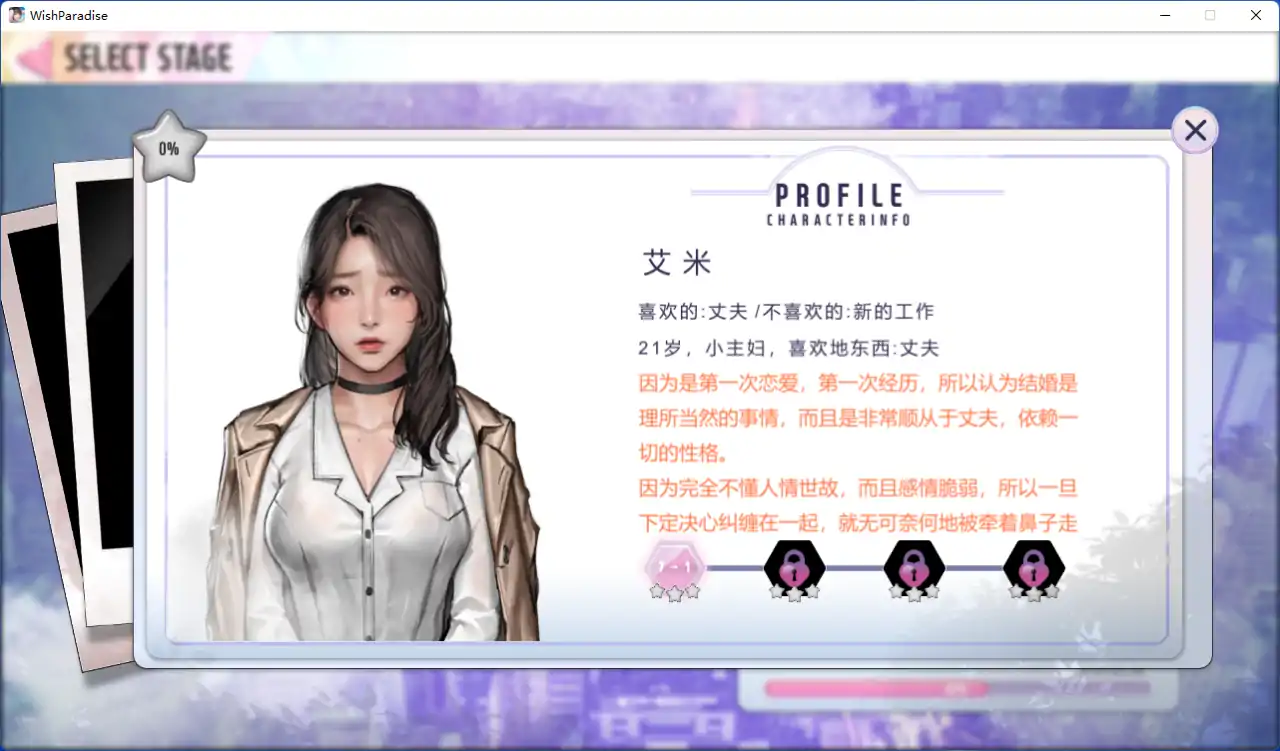 WishParadise
SELECT STAGE
0%
PROFILE
CHARACTERINFO
艾米
喜欢的:丈夫 /不喜欢的:新的工作
21岁，小主妇，喜欢地东西:丈夫
因为是第一次恋爱，第一次经历，所以认为结婚是
理所当然的事情，而且是非常顺从于丈夫，依赖一
切的性格。
因为完全不懂人情世故，而且感情脆弱，所以一旦
下定决心纠缠在一起，就无可奈何地被牵着鼻子走
1-1